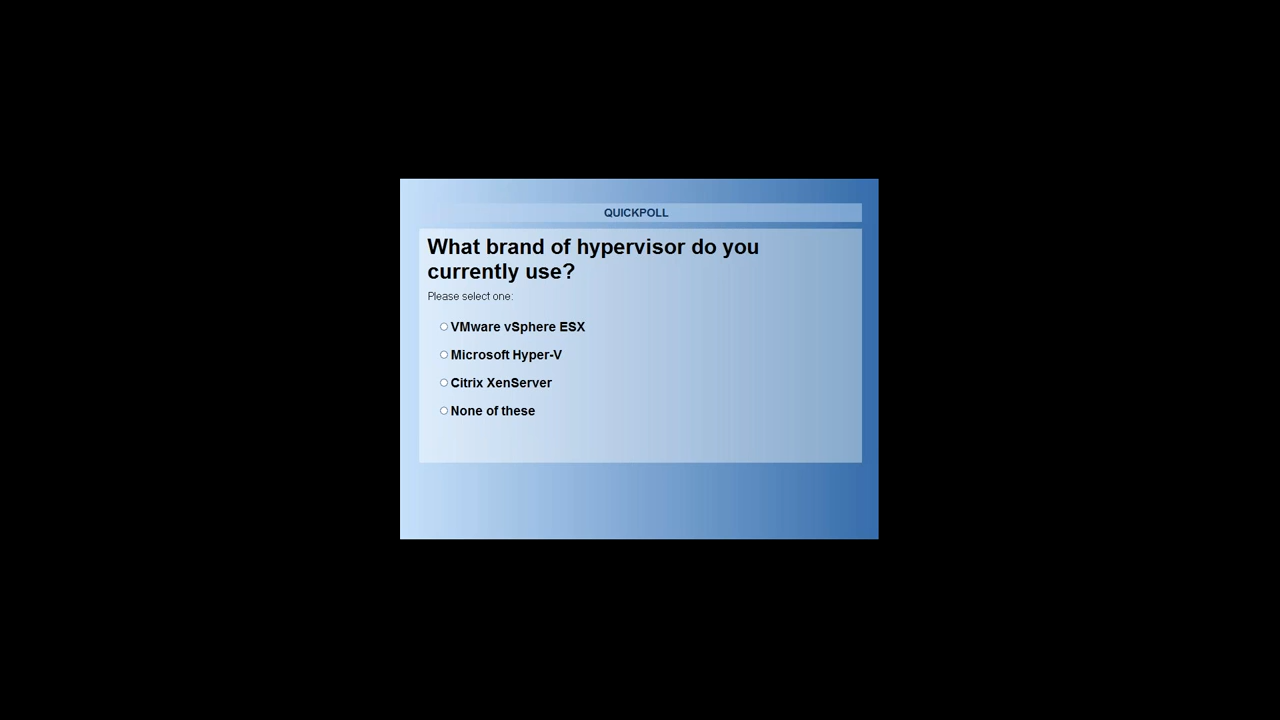 QUICKPOLL
What brand of hypervisor do you
currently use?
Please select one:
VMware vSphere ESX
Microsoft Hyper-V
Citrix XenServer
None of these